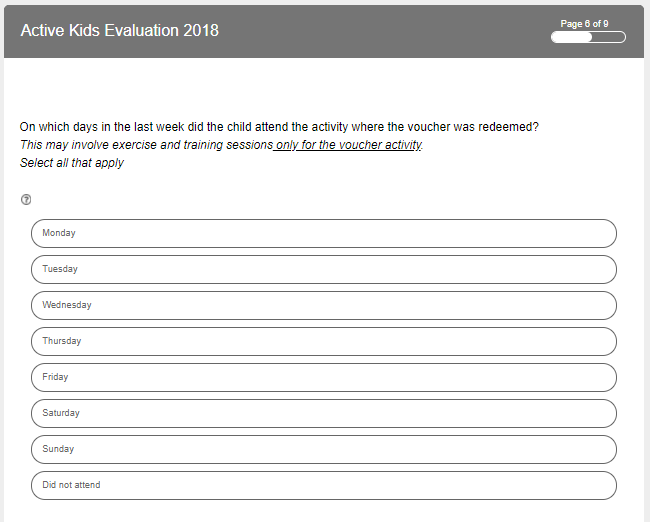 Active Kids Evaluation 2018
Page 6 of 9
On which days in the last week did the child attend the activity where the voucher was redeemed?
This may involve exercise and training sessions only for the voucher activity.
Select all that apply
?
Monday
Tuesday
Wednesday
Thursday
Friday
Saturday
Sunday
Did not attend